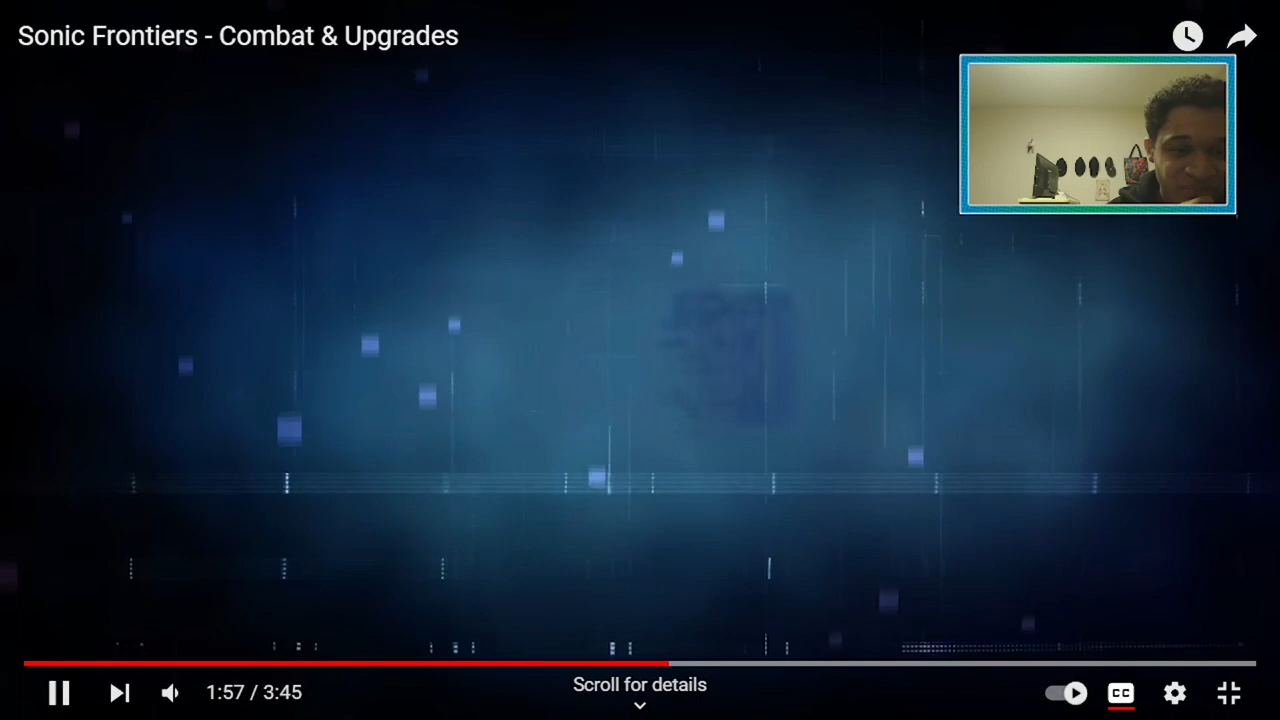 Sonic Frontiers - Combat & Upgrades
1:57 / 3:45
Scroll for details
CC